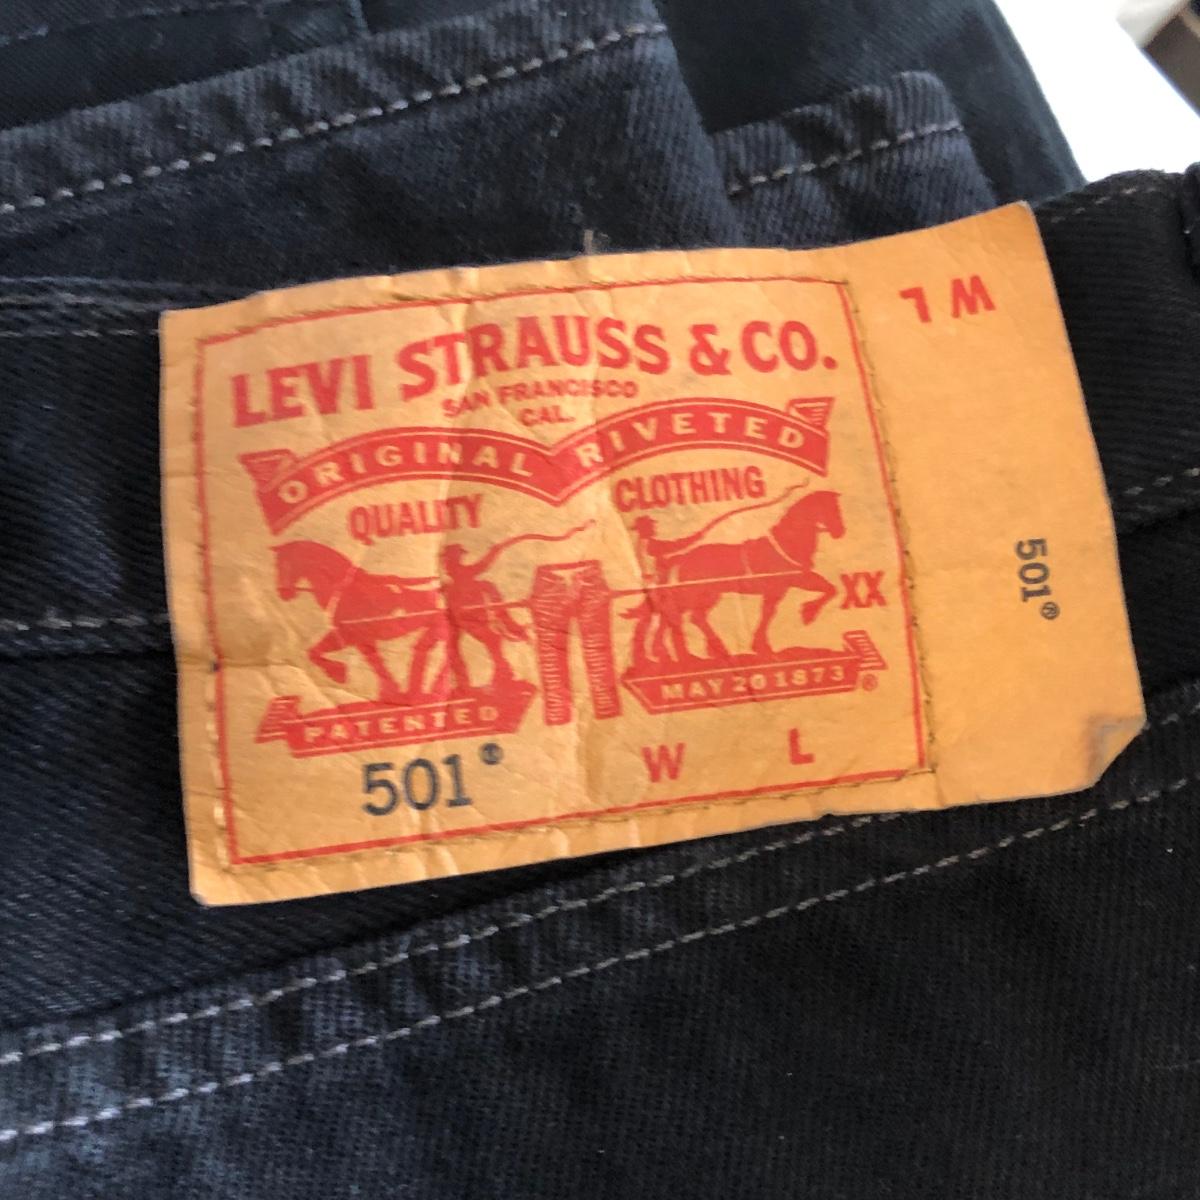 LEVI STRAUSS & CO.
SAN FRANCISCO
CAL.
ORIGINAL RIVETED
QUALITY CLOTHING
XX
PATENTED MAY 20 1873 ®
501® W L
W L
501®